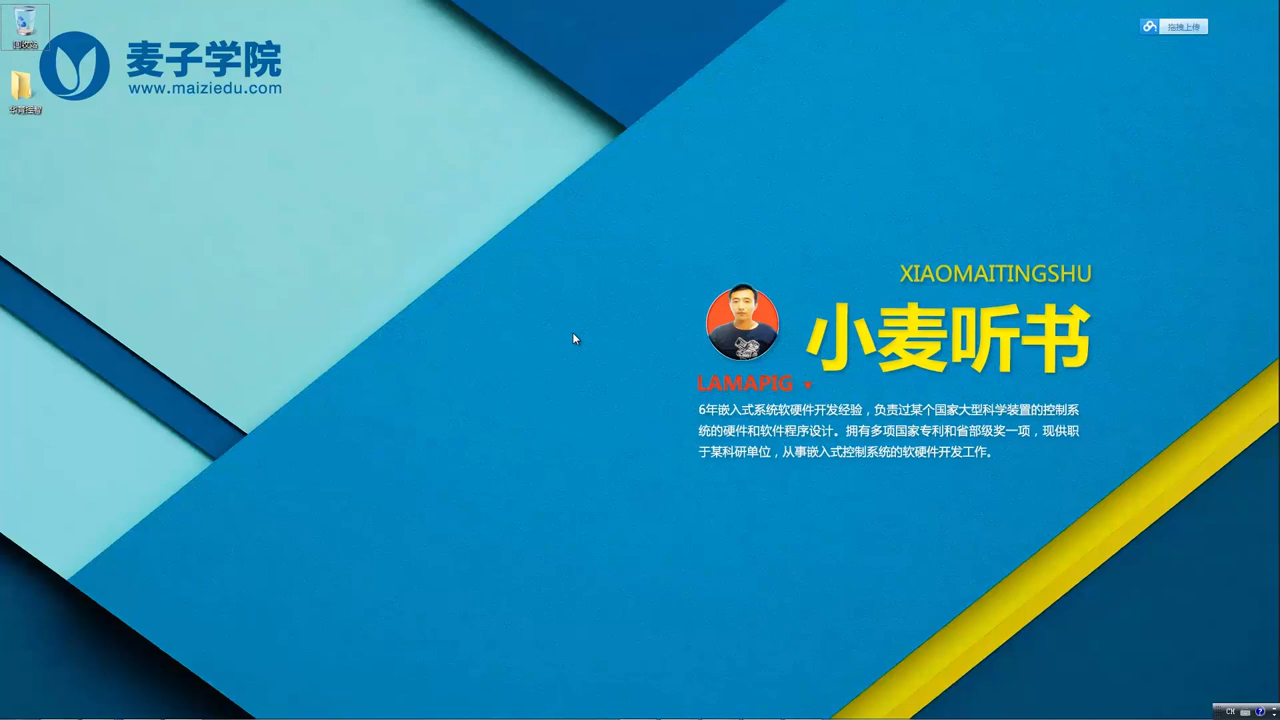 回收站
麦子学院
www.maiziedu.com
拖拽上传
XIAOMAITINGSHU
小麦听书
LAMAPIG
6年嵌入式系统软硬件开发经验，负责过某个国家大型科学装置的控制系
统的硬件和软件程序设计。拥有多项国家专利和省部级奖一项，现供职
于某科研单位，从事嵌入式控制系统的软硬件开发工作。
CH